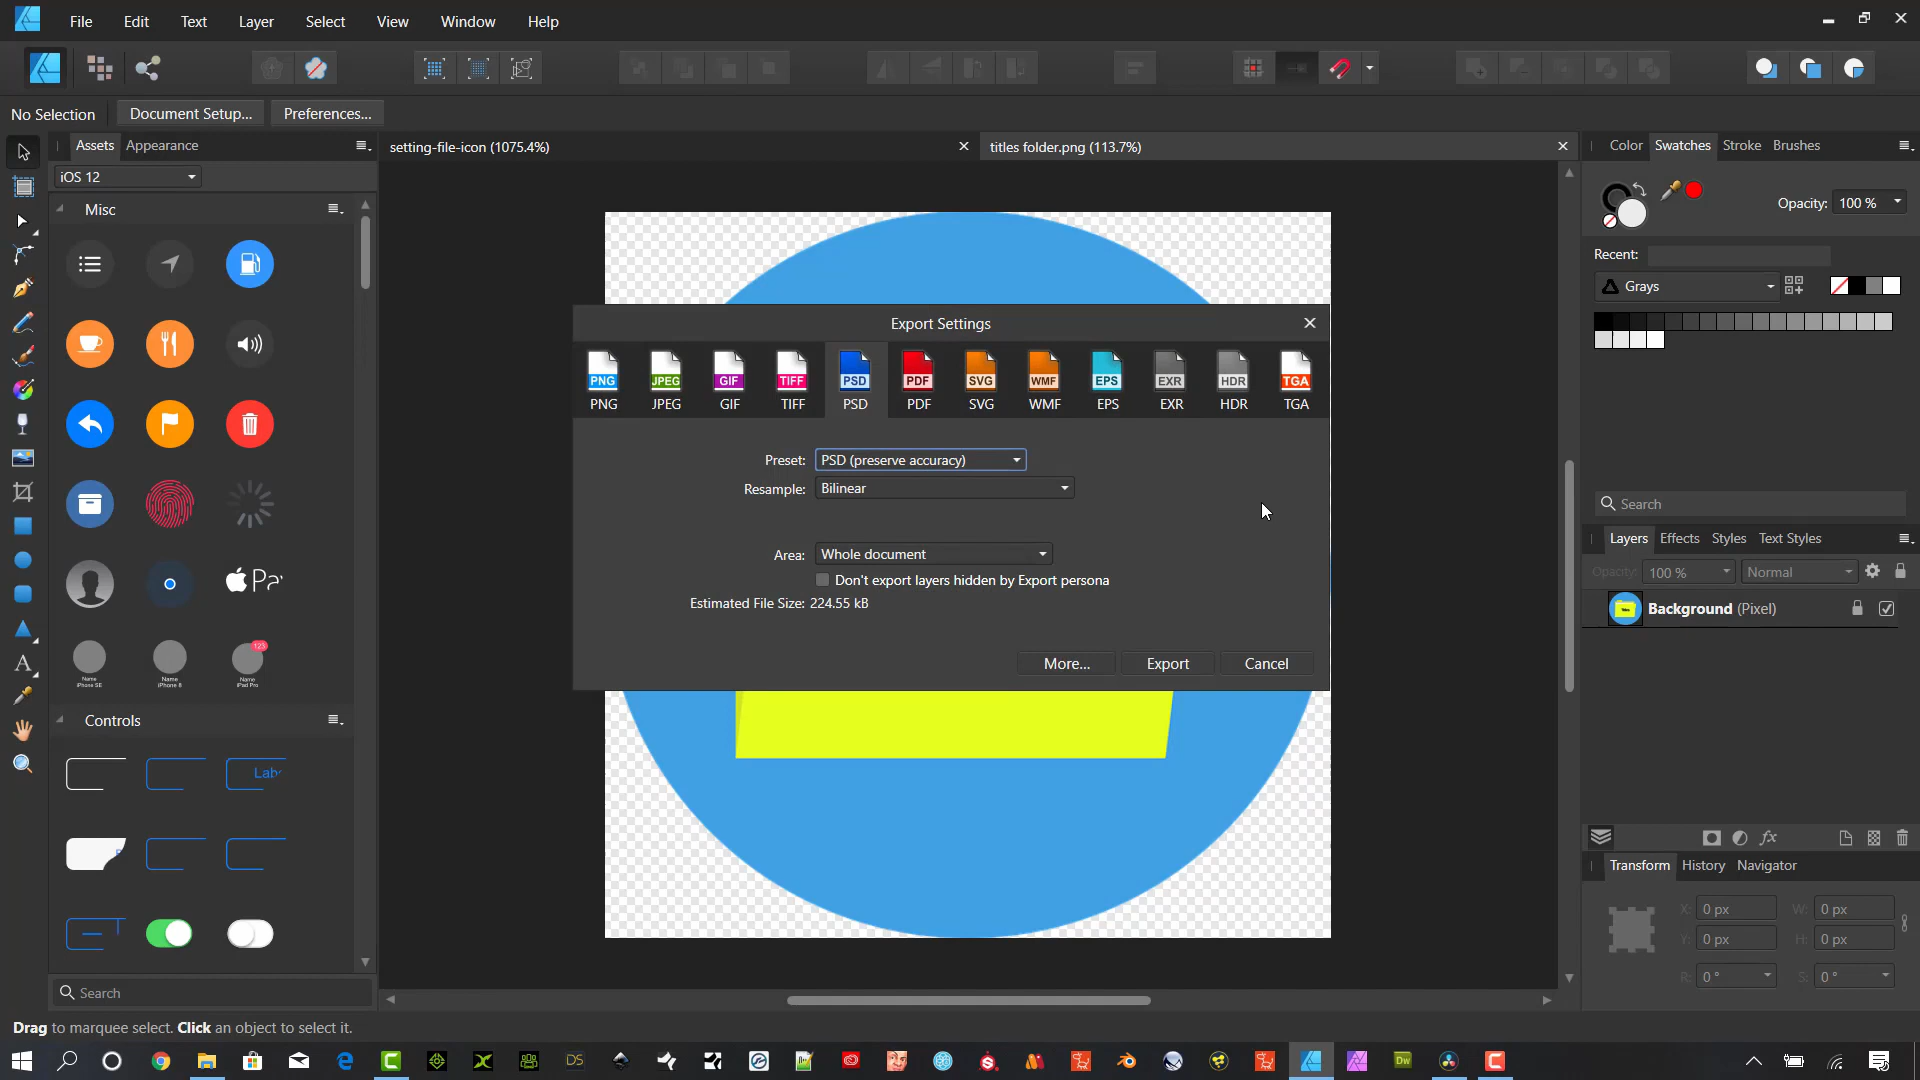 File Edit Text Layer Select View Window Help
No Selection Document Setup... Preferences...
Assets Appearance
setting-file-icon (1075.4%)
titles folder.png (113.7%)
Color Swatches Stroke Brushes
iOS 12
Opacity: 100 %
Misc
Recent:
Grays
Export Settings
PNG JPEG GIF TIFF PSD PDF SVG WMF EPS EXR HDR TGA
PNG JPEG GIF TIFF PSD PDF SVG WMF EPS EXR HDR TGA
Preset: PSD (preserve accuracy)
Resample: Bilinear
Area: Whole document
Don't export layers hidden by Export persona
Estimated File Size: 224.55 kB
More... Export Cancel
Search
Layers Effects Styles Text Styles
Opacity: 100 % Normal
Background (Pixel)
Pa
123
Name
iPhone SE
Name
iPhone 8
Name
iPad Pro
Controls
Label
Transform History Navigator
X: 0 px W: 0 px
Y: 0 px H: 0 px
R: 0 ° S: 0 °
Search
Drag to marquee select. Click an object to select it.
DS
Dw